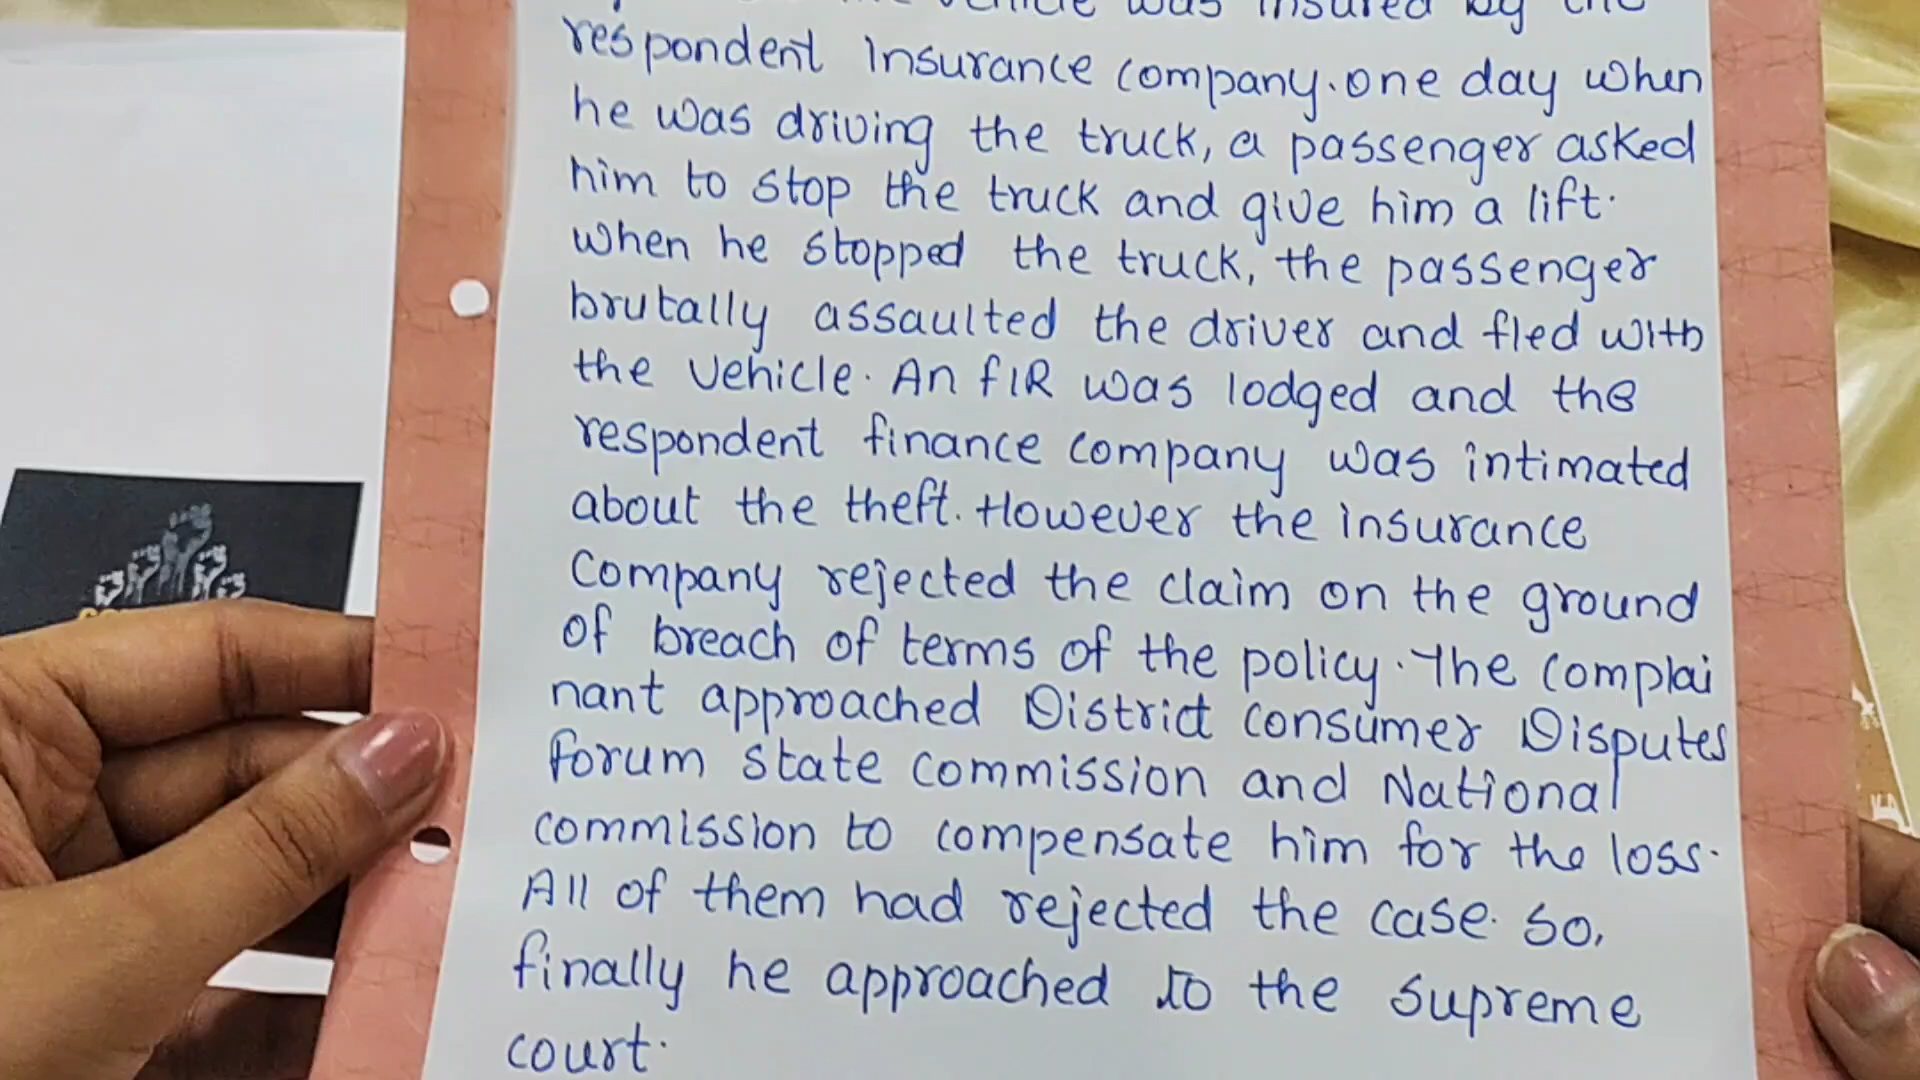 vehicle was insured by the
respondent Insurance company. one day when
he was driving the truck, a passenger asked
him to stop the truck and give him a lift.
when he stopped the truck, the passenger
brutally assaulted the driver and fled with
the vehicle. An FIR was lodged and the
respondent finance company was intimated
about the theft. However the insurance
Company rejected the claim on the ground
of breach of terms of the policy. The complai
nant approached District consumer Disputes
forum state commission and National
commission to compensate him for the loss.
All of them had rejected the case. So,
finally he approached to the supreme
court.